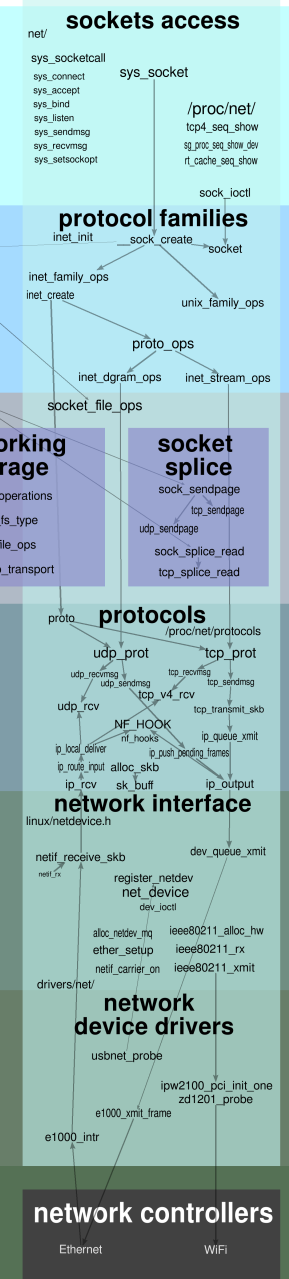 sockets access
net/
sys_socketcall
sys_connect
sys_accept
sys_bind
sys_listen
sys_sendmsg
sys_recvmsg
sys_setsockopt
sys_socket
/proc/net/
tcp4_seq_show
sg_proc_seq_show_dev
rt_cache_seq_show
sock_ioctl
protocol families
inet_init
__sock_create
socket
inet_family_ops
inet_create
unix_family_ops
proto_ops
inet_dgram_ops
inet_stream_ops
socket_file_ops
orking
rage
operations
fs_type
ile_ops
o_transport
socket
splice
sock_sendpage
tcp_sendpage
udp_sendpage
sock_splice_read
tcp_splice_read
protocols
proto
/proc/net/protocols
udp_prot
tcp_prot
udp_recvmsg
udp_sendmsg
tcp_recvmsg
tcp_sendmsg
tcp_v4_rcv
udp_rcv
tcp_transmit_skb
NF_HOOK
nf_hooks
ip_queue_xmit
ip_local_deliver
ip_push_pending_frames
ip_route_input
alloc_skb
ip_rcv
sk_buff
ip_output
network interface
linux/netdevice.h
netif_receive_skb
netif_rx
dev_queue_xmit
register_netdev
net_device
dev_ioctl
alloc_netdev_mq
ether_setup
netif_carrier_on
ieee80211_alloc_hw
ieee80211_rx
ieee80211_xmit
drivers/net/
network
device drivers
usbnet_probe
ipw2100_pci_init_one
zd1201_probe
e1000_xmit_frame
e1000_intr
network controllers
Ethernet
WiFi